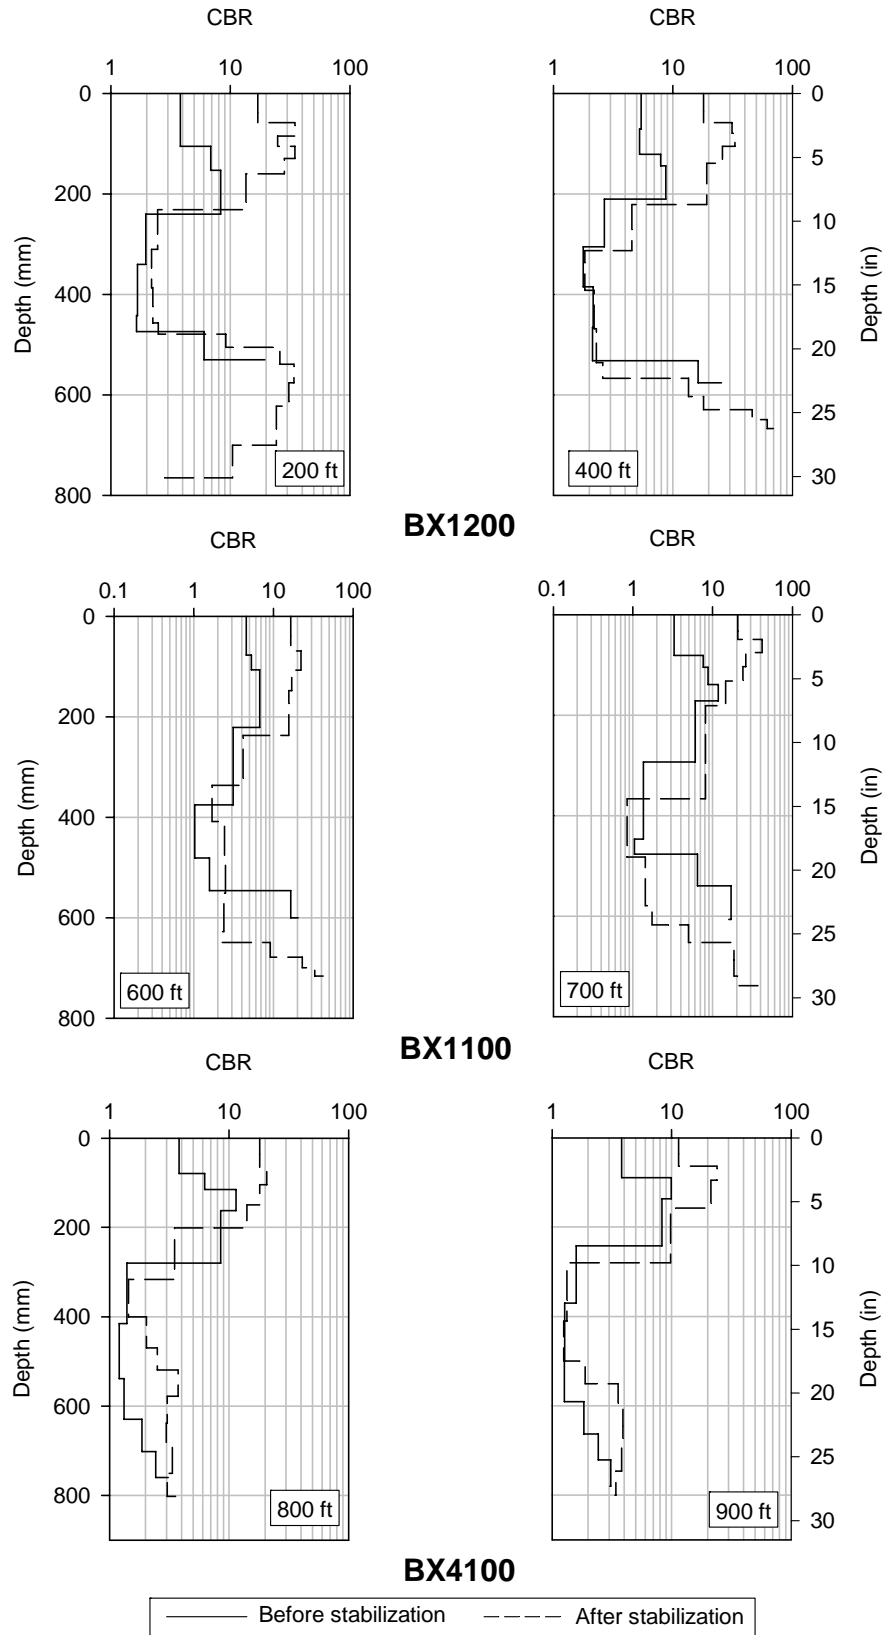 CBR CBR
1 10 100 1 10 100
0 0
5
200
10
Depth (mm) Depth (in)
400 15
20
600
25
200 ft 400 ft 30
800
BX1200
CBR CBR
0.1 1 10 100 0.1 1 10 100
0 0
5
200
10
Depth (mm) Depth (in)
400 15
20
600
25
600 ft 700 ft 30
800
BX1100
CBR CBR
1 10 100 1 10 100
0 0
5
200
10
Depth (mm) Depth (in)
400 15
20
600
25
800 800 ft 900 ft 30
BX4100
Before stabilization After stabilization